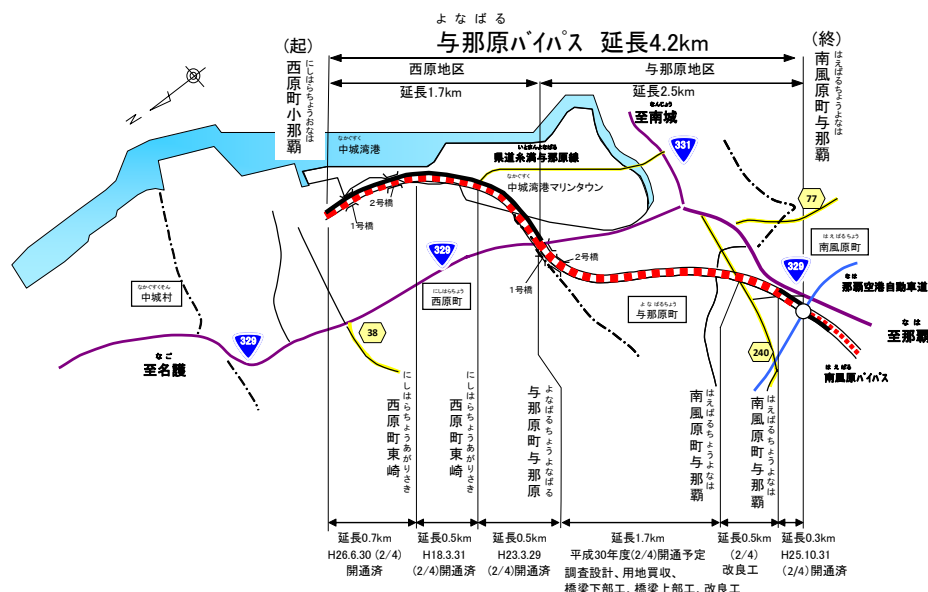 よなばる
与那原バイパス 延長4.2km
(起)
にしはらちょうおなは
西原町小那覇
(終)
はえばるちょうよなは
南風原町与那覇
西原地区
与那原地区
延長1.7km
延長2.5km
N
なかぐすく
中城湾港
なんじょう
至南城
331
いとまんよなばる
県道糸満与那原線
なかぐすく
中城湾港マリンタウン
77
2号橋
1号橋
はえばるちょう
南風原町
329
なは
那覇空港自動車道
2号橋
1号橋
329
にしはらちょう
西原町
なかぐすくそん
中城村
よなばるちょう
与那原町
なは
至那覇
はえばる
南風原バイパス
38
240
329
なご
至名護
にしはらちょうあがりさき
西原町東崎
にしはらちょうあがりさき
西原町東崎
よなばるちょうよなばる
与那原町与那原
はえばるちょうよなは
南風原町与那覇
はえばるちょうよなは
南風原町与那覇
延長0.7km
H26.6.30 (2/4)
開通済
延長0.5km
H18.3.31
(2/4)開通済
延長0.5km
H23.3.29
(2/4)開通済
延長1.7km
平成30年度(2/4)開通予定
調査設計、用地買収、
橋梁下部工、橋梁上部工、改良工
延長0.5km
(2/4)
改良工
延長0.3km
H25.10.31
(2/4)開通済